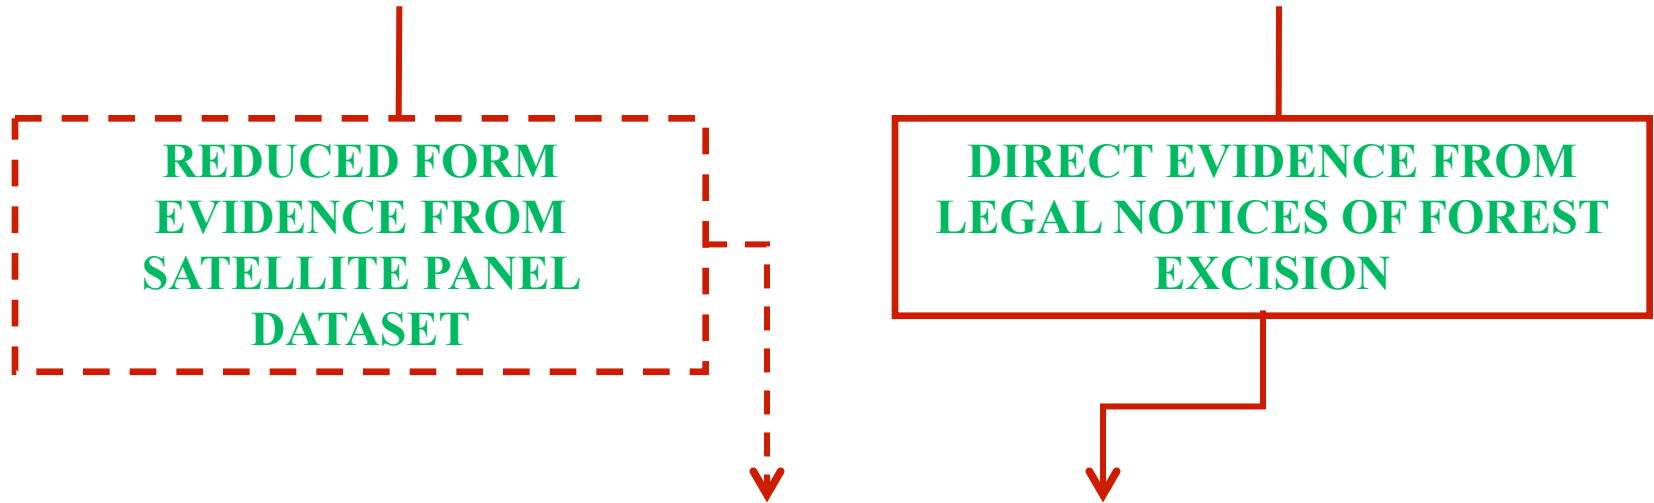 REDUCED FORM
EVIDENCE FROM
SATELLITE PANEL
DATASET
DIRECT EVIDENCE FROM
LEGAL NOTICES OF FOREST
EXCISION